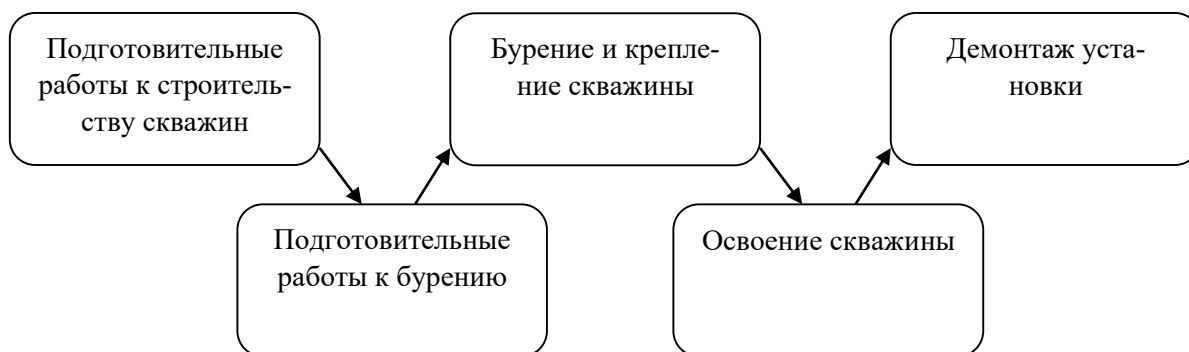 Подготовительные
работы к строитель-
ству скважин
Подготовительные
работы к бурению
Бурение и крепле-
ние скважины
Освоение скважины
Демонтаж уста-
новки